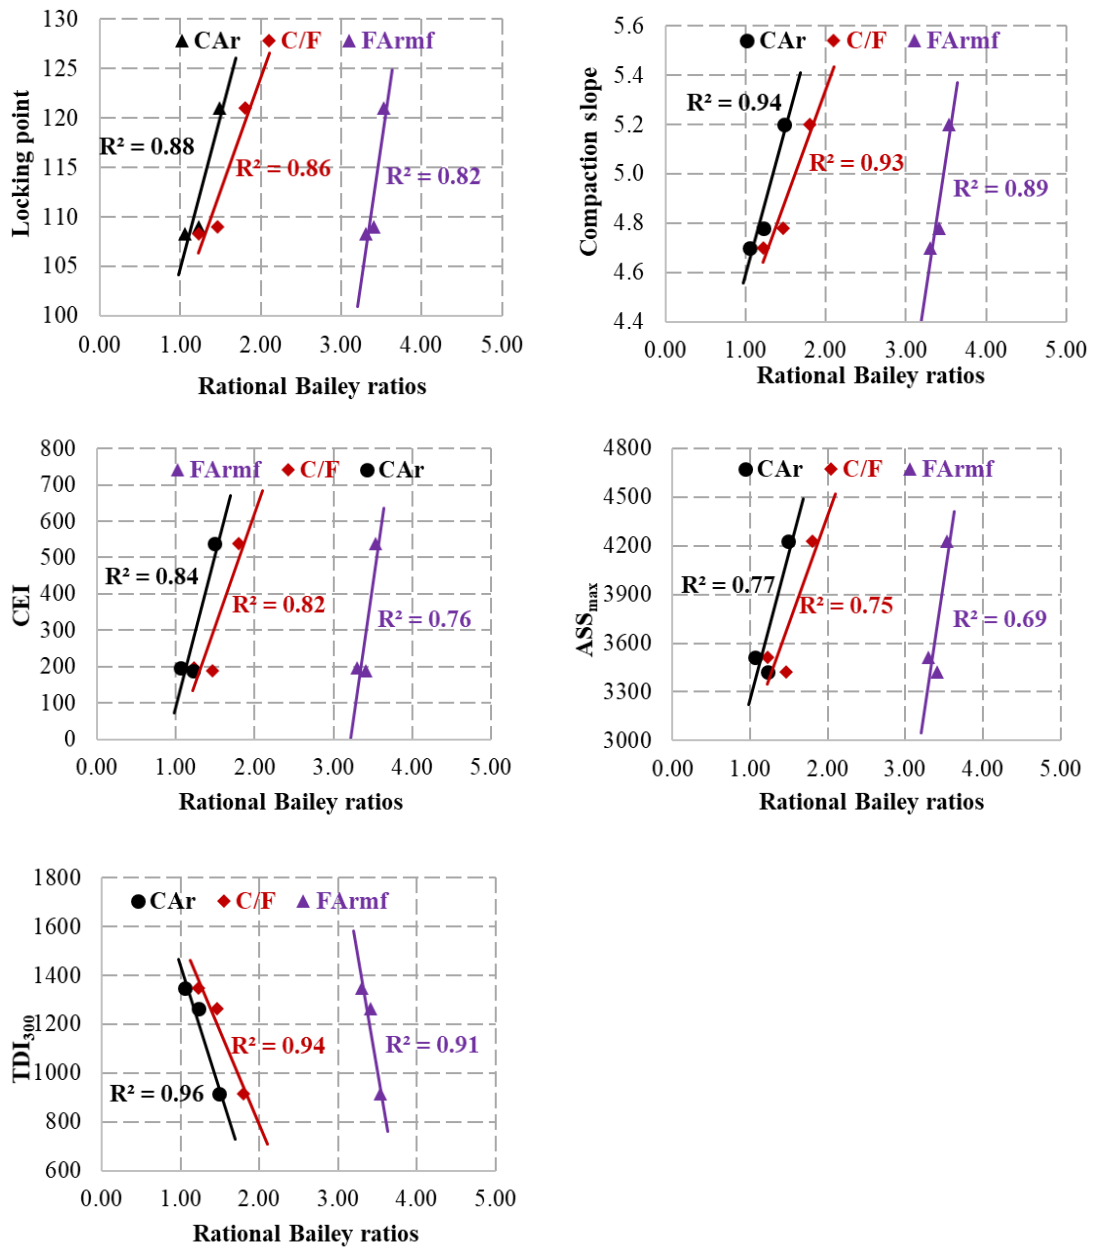 130
125
120
115
110
105
100
Locking point
CAr C/F FArmf
R² = 0.88
R² = 0.86
R² = 0.82
0.00 1.00 2.00 3.00 4.00 5.00
Rational Bailey ratios
5.6
5.4
5.2
5.0
4.8
4.6
4.4
Compaction slope
CAr C/F FArmf
R² = 0.94
R² = 0.93
R² = 0.89
0.00 1.00 2.00 3.00 4.00 5.00
Rational Bailey ratios
800
700
600
500
400
300
200
100
0
CEI
FArmf C/F CAr
R² = 0.84
R² = 0.82
R² = 0.76
0.00 1.00 2.00 3.00 4.00 5.00
Rational Bailey ratios
4800
4500
4200
3900
3600
3300
3000
ASSmax
CAr C/F FArmf
R² = 0.77
R² = 0.75
R² = 0.69
0.00 1.00 2.00 3.00 4.00 5.00
Rational Bailey ratios
1800
1600
1400
1200
1000
800
600
TDI300
CAr C/F FArmf
R² = 0.94
R² = 0.91
R² = 0.96
0.00 1.00 2.00 3.00 4.00 5.00
Rational Bailey ratios